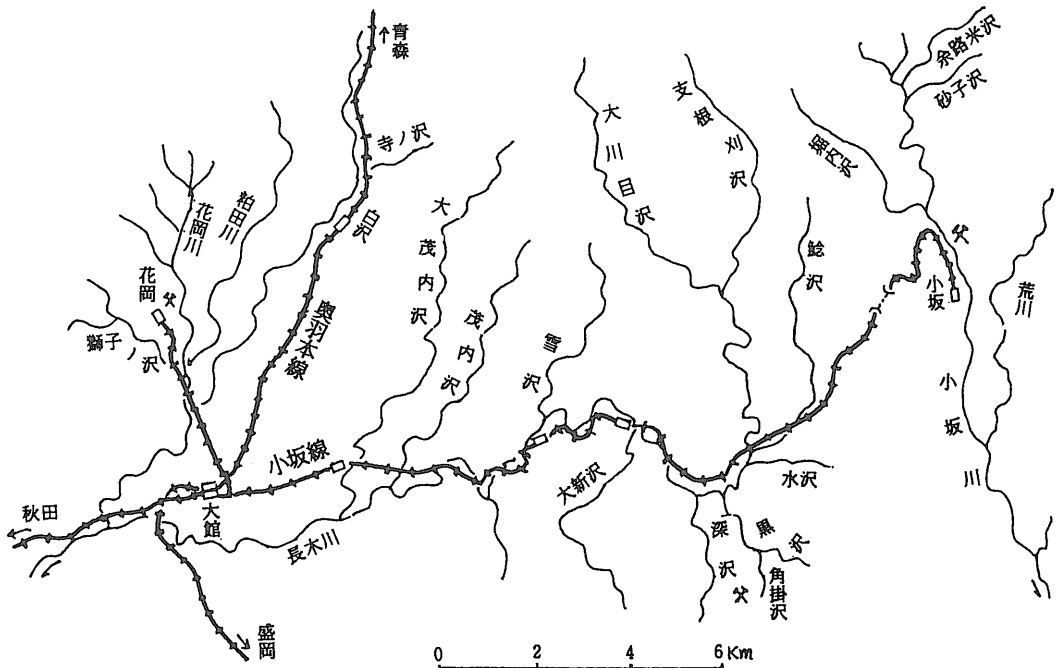 青森
寺ノ沢
白沢
粕田川
花岡川
花岡
獅子ノ沢
奥羽本線
大茂内沢
茂内沢
雪沢
大川目沢
支根刈沢
鯰沢
堀内沢
余路米沢
砂子沢
小坂
荒川
小坂川
小坂線
大館
秋田
長木川
盛岡
大新沢
深沢
黒沢
角掛沢
水沢
0 2 4 6 Km